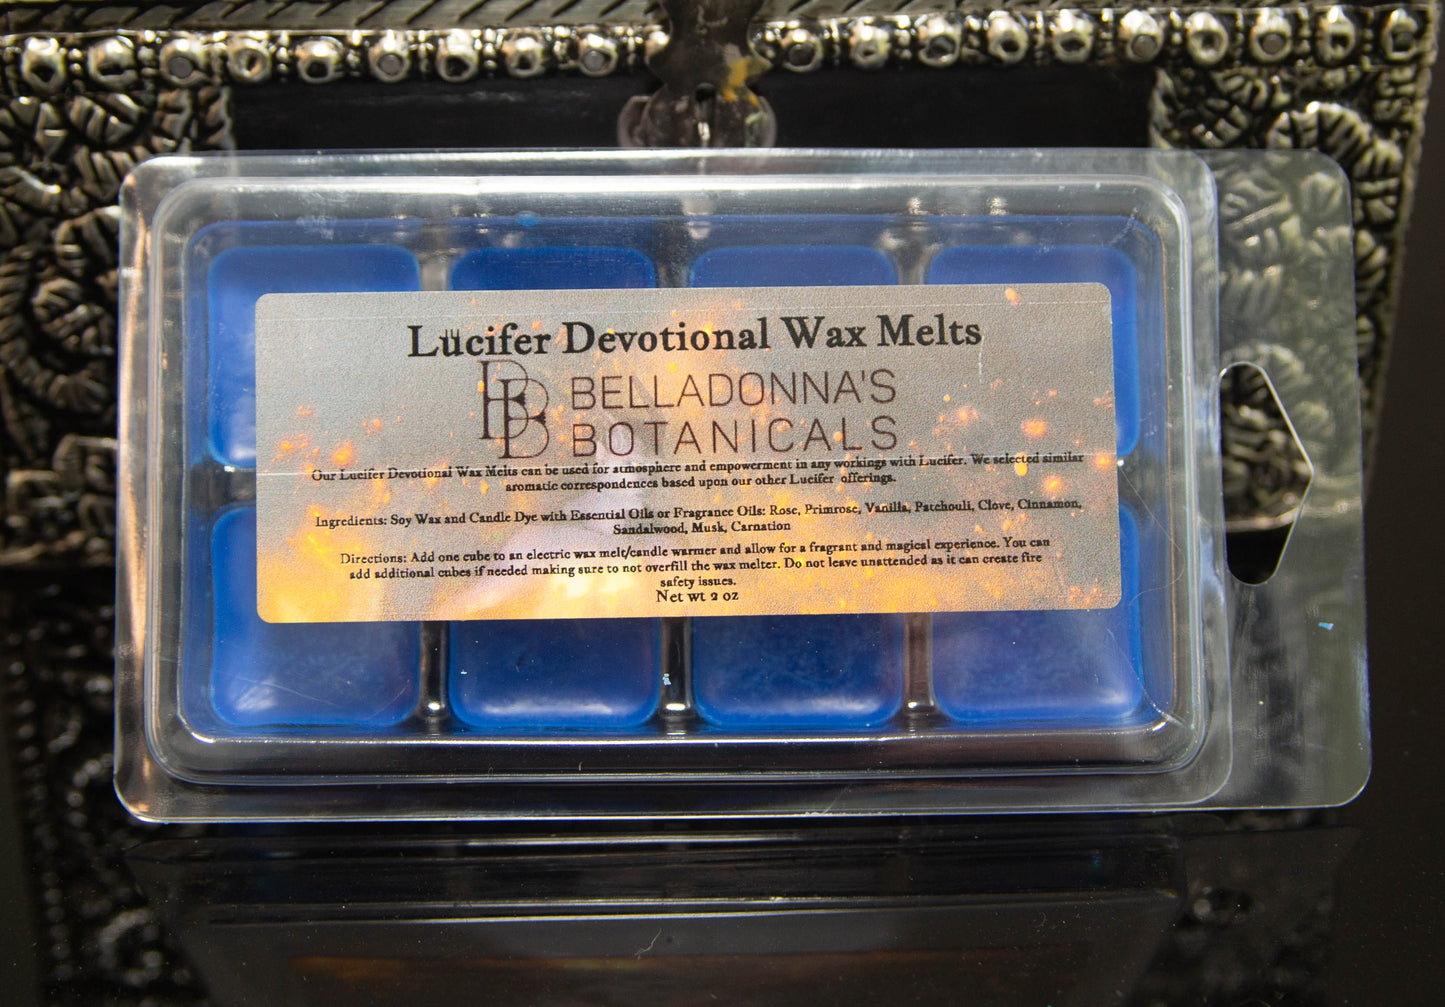 Lucifer Devotional Wax Melts
BB BELLADONNA'S
BOTANICALS
Our Lucifer Devotional Wax Melts can be used for atmosphere and empowerment in any workings with Lucifer. We selected similar
aromatic correspondences based upon our other Lucifer offerings.
Ingredients: Soy Wax and Candle Dye with Essential Oils or Fragrance Oils: Rose, Primrose, Vanilla, Patchouli, Clove, Cinnamon,
Sandalwood, Musk, Carnation
Directions: Add one cube to an electric wax melt/candle warmer and allow for a fragrant and magical experience. You can
add additional cubes if needed making sure to not overfill the wax melter. Do not leave unattended as it can create fire
safety issues.
Net wt 2 oz